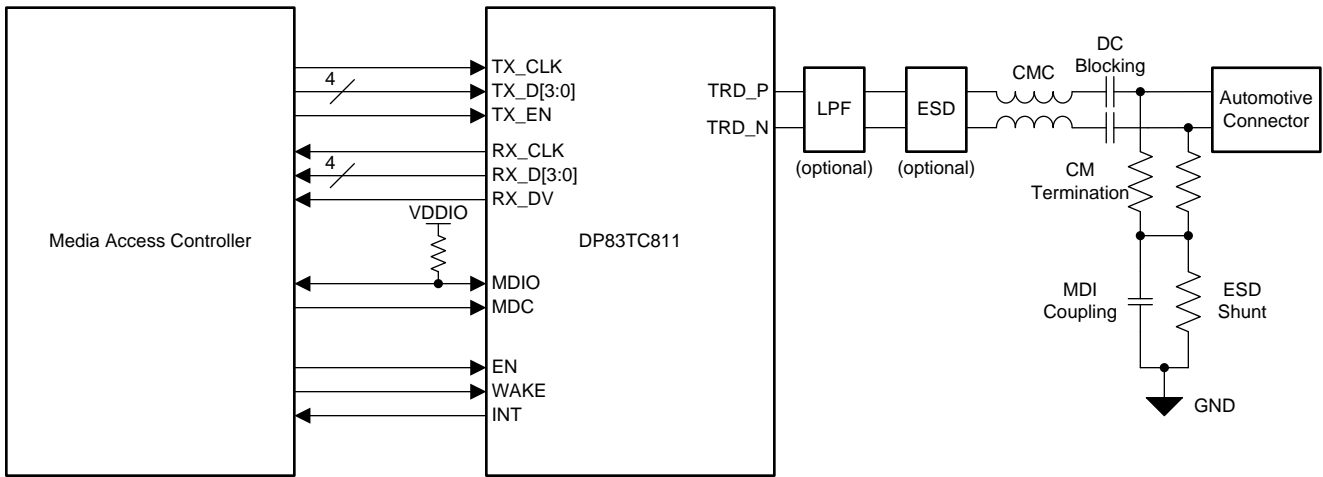 Media Access Controller
4
4
VDDIO
TX_CLK
TX_D[3:0]
TX_EN
RX_CLK
RX_D[3:0]
RX_DV
MDIO
MDC
EN
WAKE
INT
DP83TC811
TRD_P
TRD_N
LPF
(optional)
ESD
(optional)
CMC
DC
Blocking
Automotive
Connector
CM
Termination
MDI
Coupling
ESD
Shunt
GND